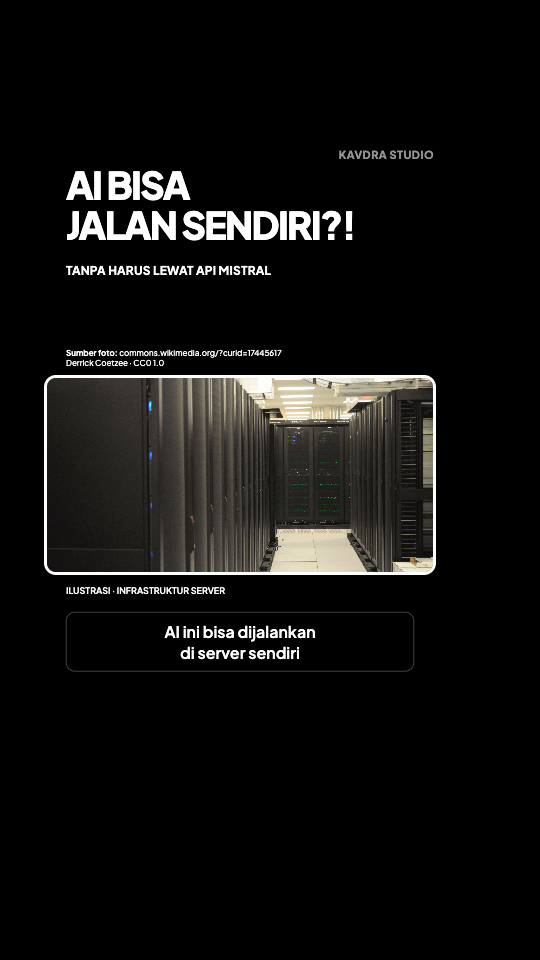 KAVDRA STUDIO
AI BISA
JALAN SENDIRI?!
TANPA HARUS LEWAT API MISTRAL
Sumber foto: commons.wikimedia.org/?curid=17445617
Derrick Coetzee · CC0 1.0
ILUSTRASI · INFRASTRUKTUR SERVER
AI ini bisa dijalankan
di server sendiri